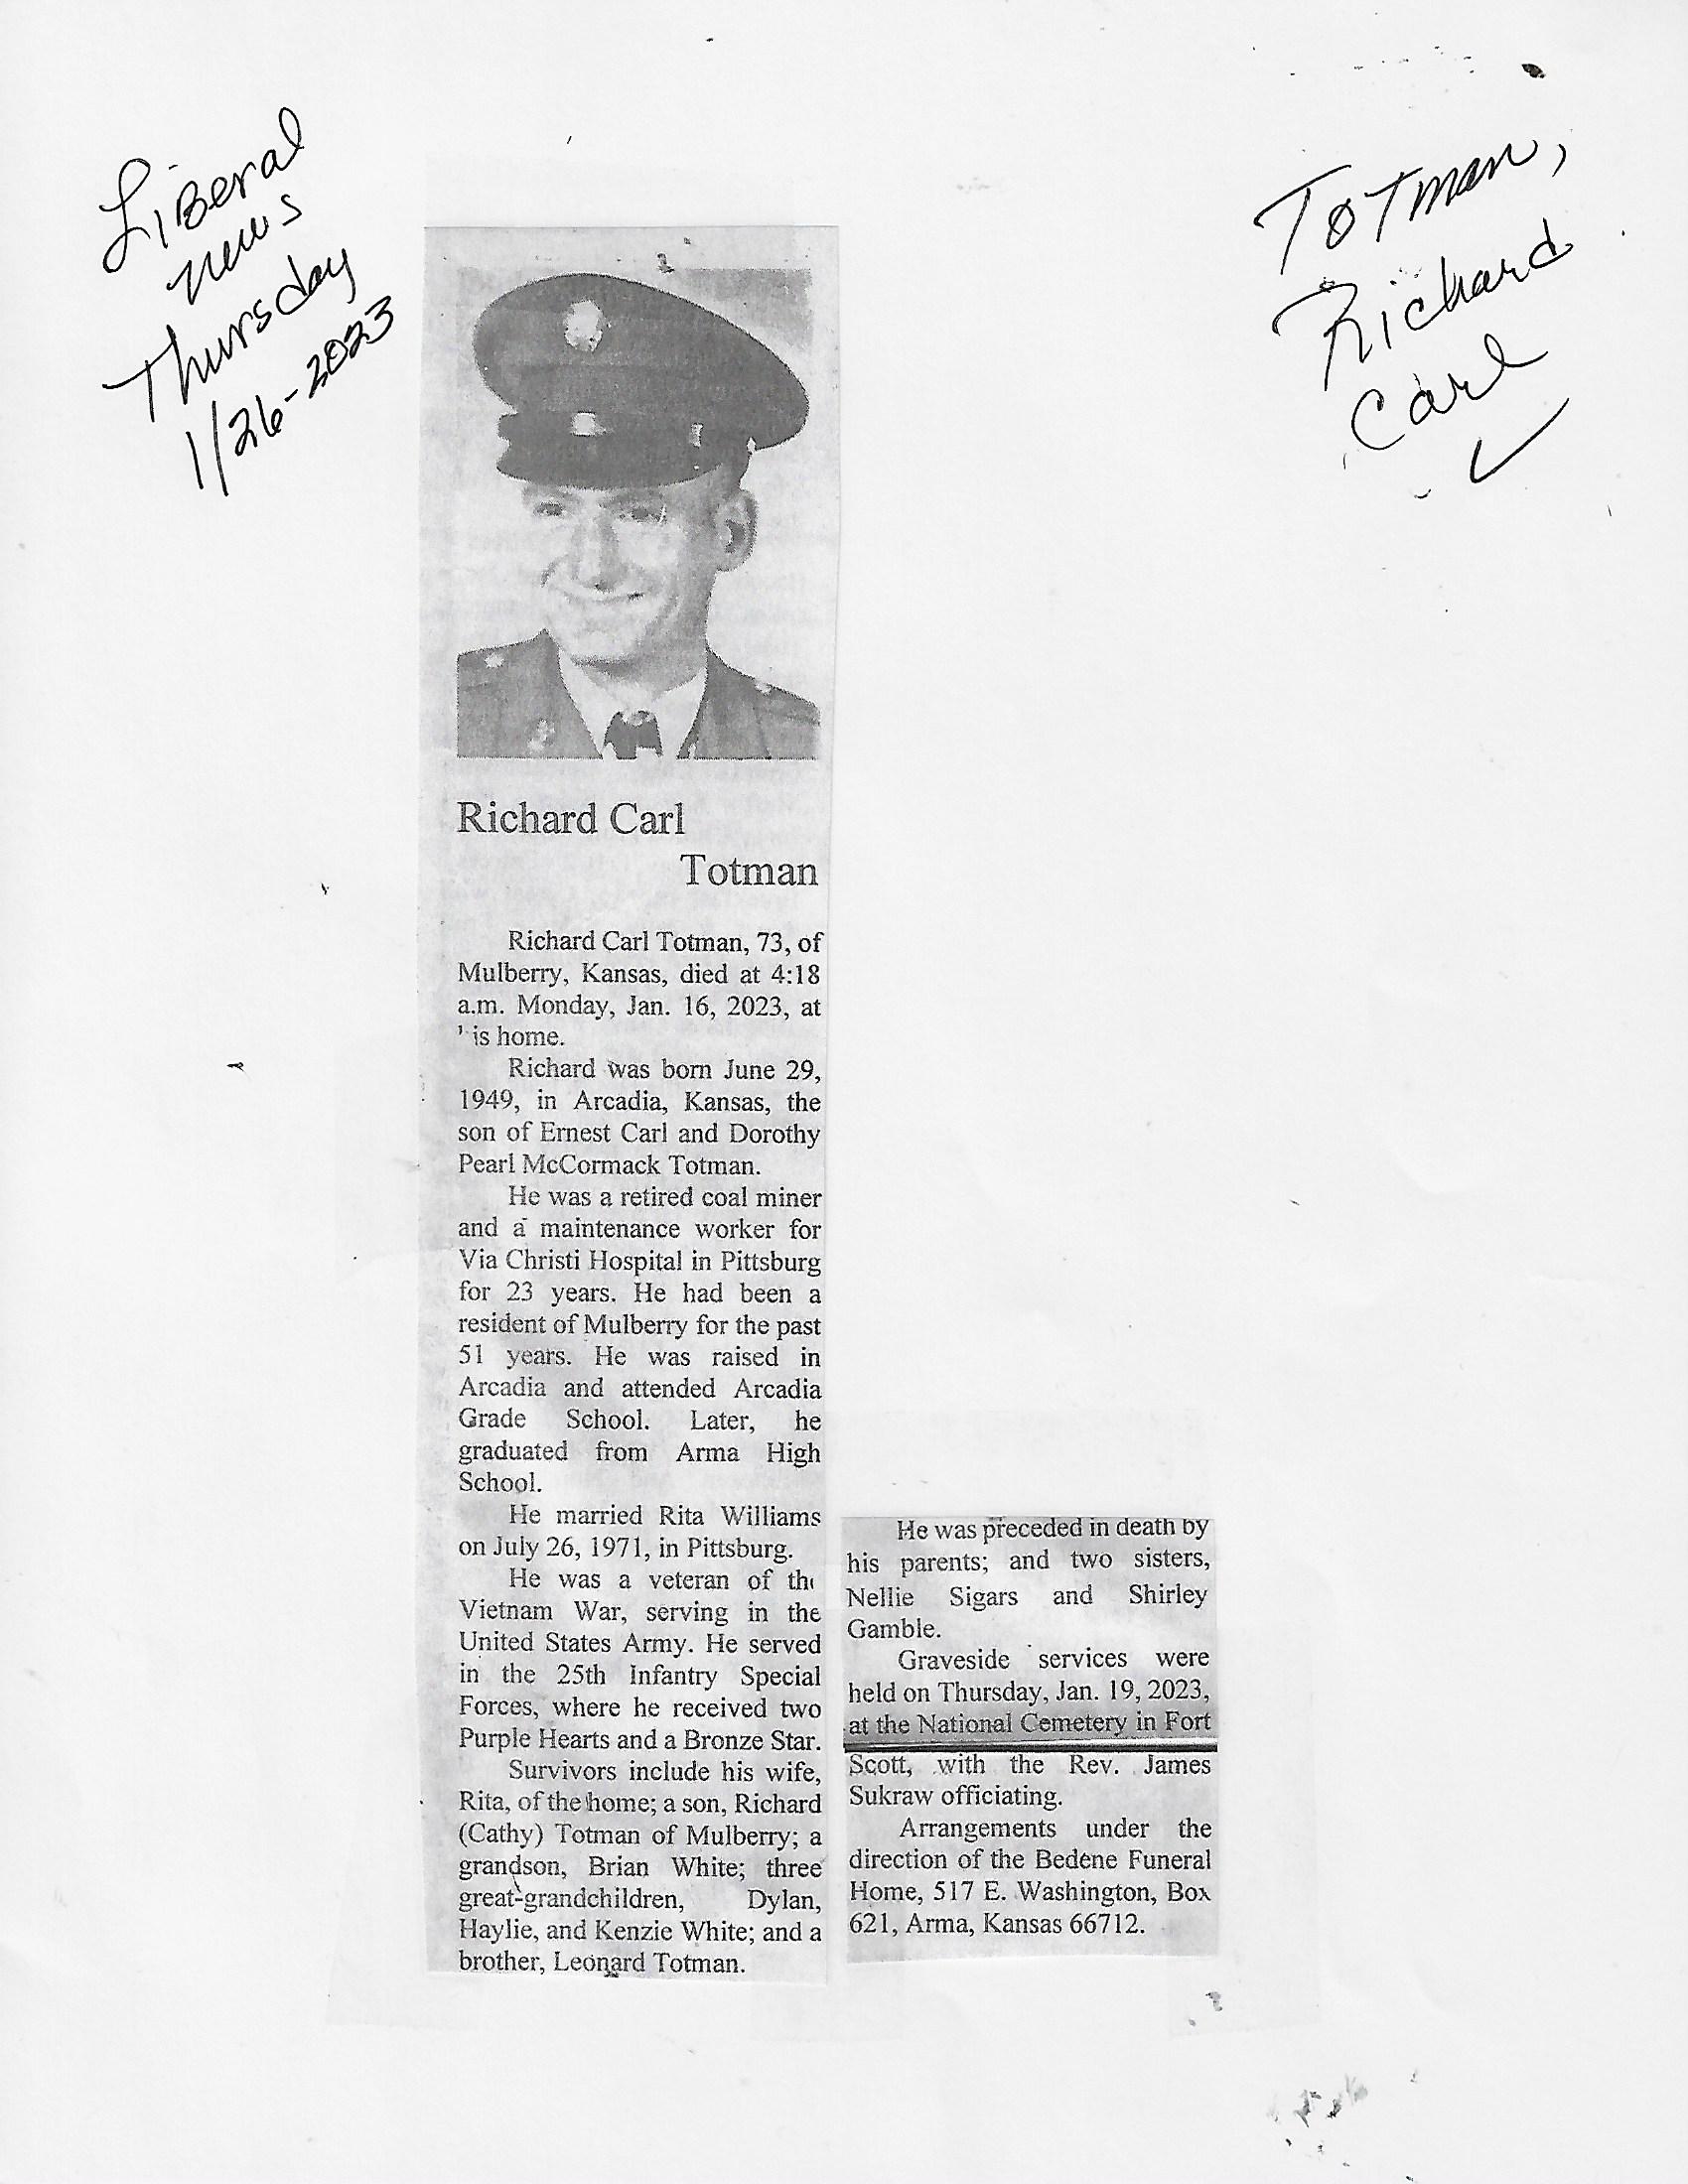 Liberal
news
Thursday
1/26-2023
Totman,
Richard
Carl
Richard Carl
Totman
Richard Carl Totman, 73, of
Mulberry, Kansas, died at 4:18
a.m. Monday, Jan. 16, 2023, at
is home.
Richard was born June 29,
1949, in Arcadia, Kansas, the
son of Ernest Carl and Dorothy
Pearl McCormack Totman.
He was a retired coal miner
and a maintenance worker for
Via Christi Hospital in Pittsburg
for 23 years. He had been a
resident of Mulberry for the past
51 years. He was raised in
Arcadia and attended Arcadia
Grade School. Later, he
graduated from Arma High
School.
He married Rita Williams
on July 26, 1971, in Pittsburg.
He was a veteran of the
Vietnam War, serving in the
United States Army. He served
in the 25th Infantry Special
Forces, where he received two
Purple Hearts and a Bronze Star.
Survivors include his wife,
Rita, of the home; a son, Richard
(Cathy) Totman of Mulberry; a
grandson, Brian White; three
great-grandchildren, Dylan,
Haylie, and Kenzie White; and a
brother, Leonard Totman.
He was preceded in death by
his parents; and two sisters,
Nellie Sigars and Shirley
Gamble.
Graveside services were
held on Thursday, Jan. 19, 2023,
at the National Cemetery in Fort
Scott, with the Rev. James
Sukraw officiating.
Arrangements under the
direction of the Bedene Funeral
Home, 517 E. Washington, Box
621, Arma, Kansas 66712.